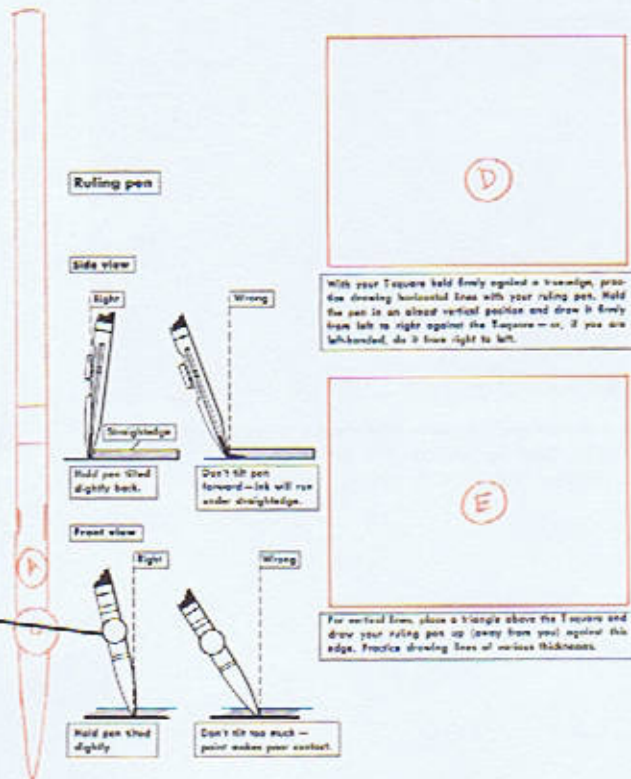 Ruling pen
Side view
Right
Wrong
Straightedge
Hold pen tilted
slightly back.
Don't tilt pen
forward—ink will run
under straightedge.
Front view
Right
Wrong
A
Hold pen tilted
slightly
Don't tilt too much—
point makes poor contact.
D
With your T-square held firmly against a true-edge, prac-
tice drawing horizontal lines with your ruling pen. Hold
the pen in an almost vertical position and draw it firmly
from left to right against the T-square—or, if you are
left-handed, do it from right to left.
E
For vertical lines, place a triangle above the T-square and
draw your ruling pen up (away from you) against this
edge. Practice drawing lines of various thicknesses.